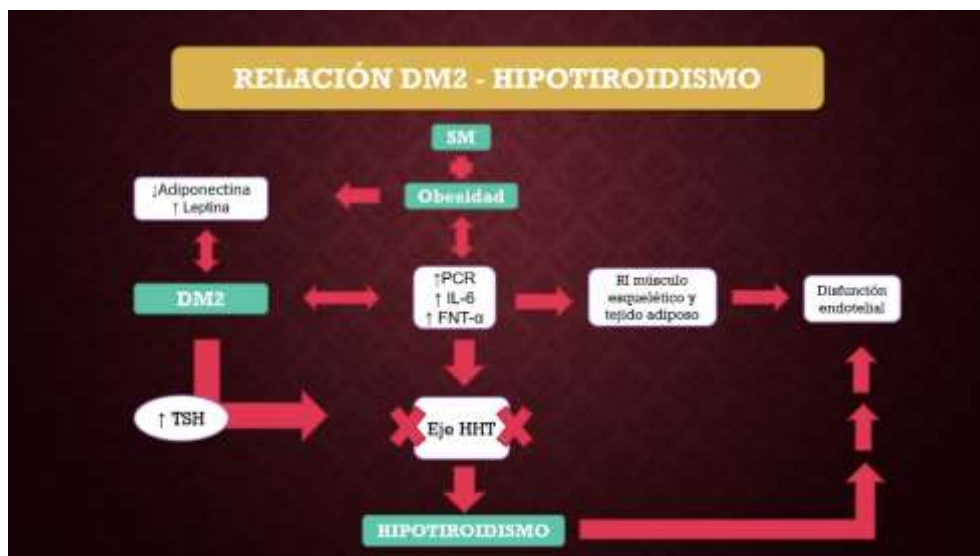 RELACIÓN DM2 - HIPOTIROIDISMO
SM
Obesidad
↓Adiponectina
↑ Leptina
DM2
↑PCR
↑ IL-6
↑ FNT-α
RI músculo
esquelético y
tejido adiposo
Disfunción
endotelial
↑ TSH
Eje HHT
HIPOTIROIDISMO